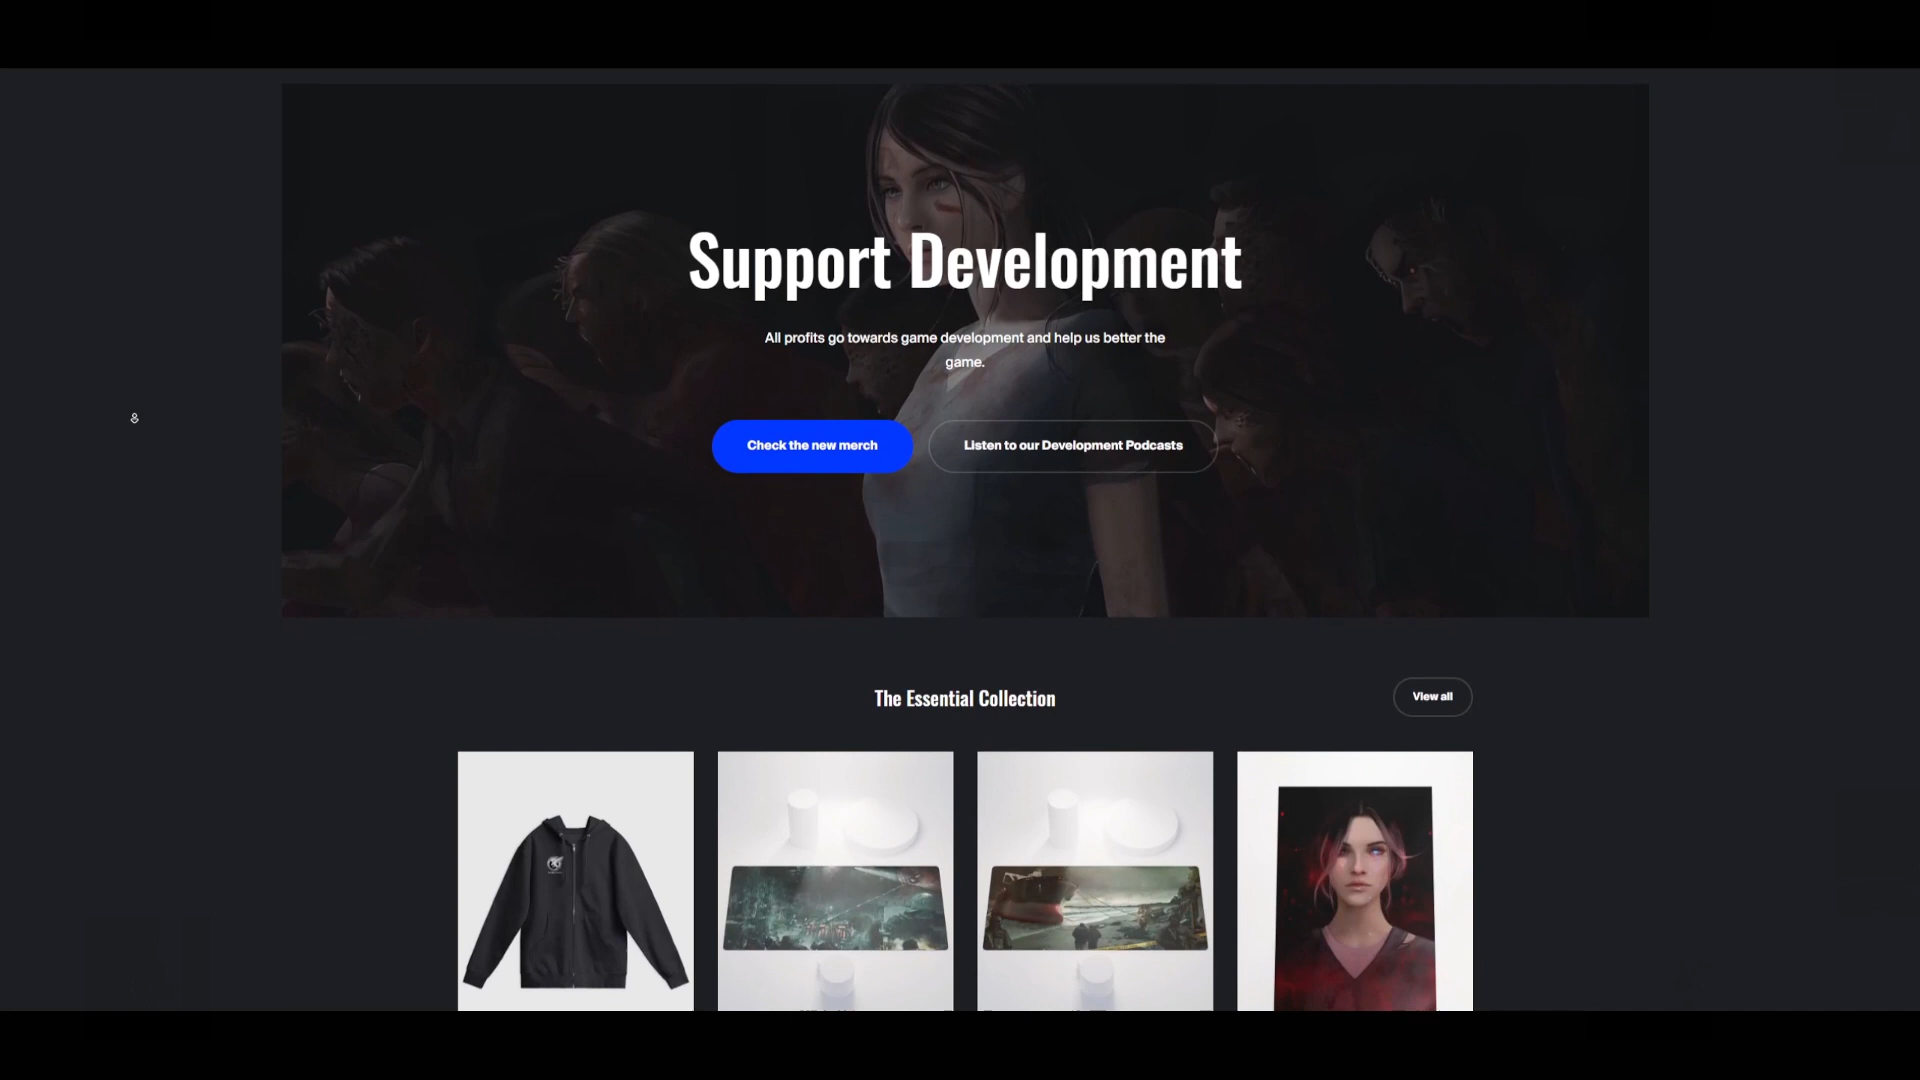 Support Development
All profits go towards game development and help us better the
game.
Check the new merch
Listen to our Development Podcasts
The Essential Collection
View all